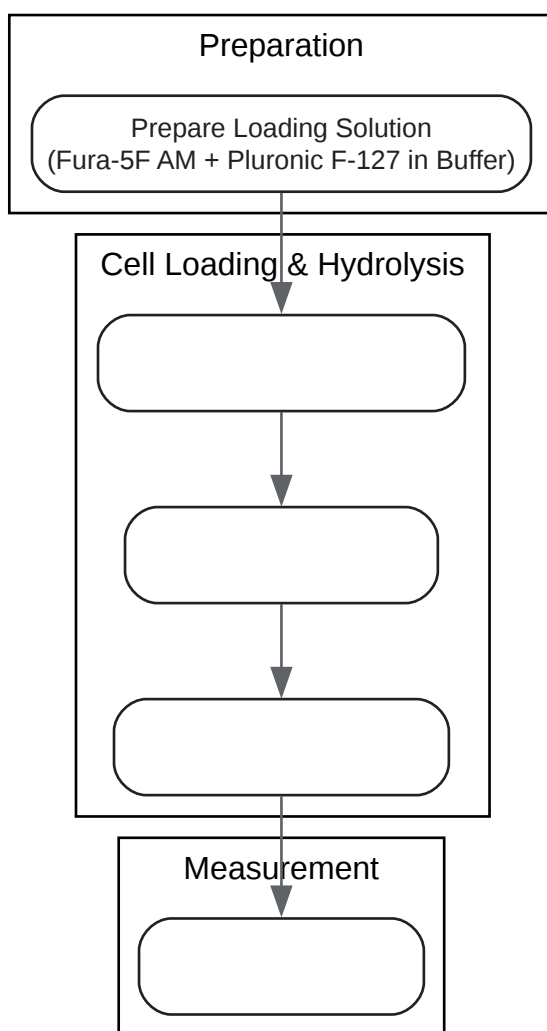 Preparation
Prepare Loading Solution
(Fura-5F AM + Pluronic F-127 in Buffer)
Cell Loading & Hydrolysis
Measurement